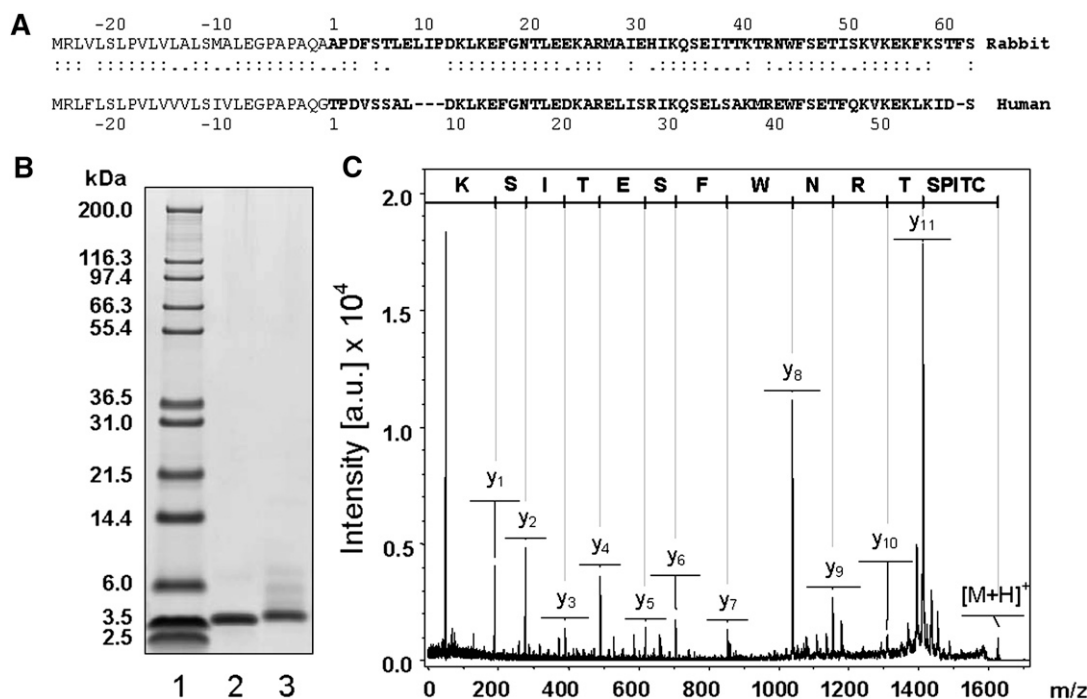 A
-20 -10 1 10 20 30 40 50 60
MRLVLSLPVLVLALSMALEGPAPAQAAPDFSTLELIPDKLKEFGNTLEEKARMAIEHIKQSEITTKTRNWFSETISKVKEKFKSTFS Rabbit
MRLFLSLPVLVVVLSIVLEGPAPAQGTPDVSSAL---DKLKEFGNTLEDKARELISRIKQSELSAKMREWFSETFQKVKEKLKID-S Human
-20 -10 1 10 20 30 40 50
B
kDa
200.0
116.3
97.4
66.3
55.4
36.5
31.0
21.5
14.4
6.0
3.5
2.5
1 2 3
C
K S I T E S F W N R T SPITC
2.0
1.5
1.0
0.5
0.0
Intensity [a.u.] x 10⁴
y₁
y₂
y₃
y₄
y₅
y₆
y₇
y₈
y₉
y₁₀
y₁₁
[M+H]⁺
0 200 400 600 800 1000 1200 1400 1600 m/z